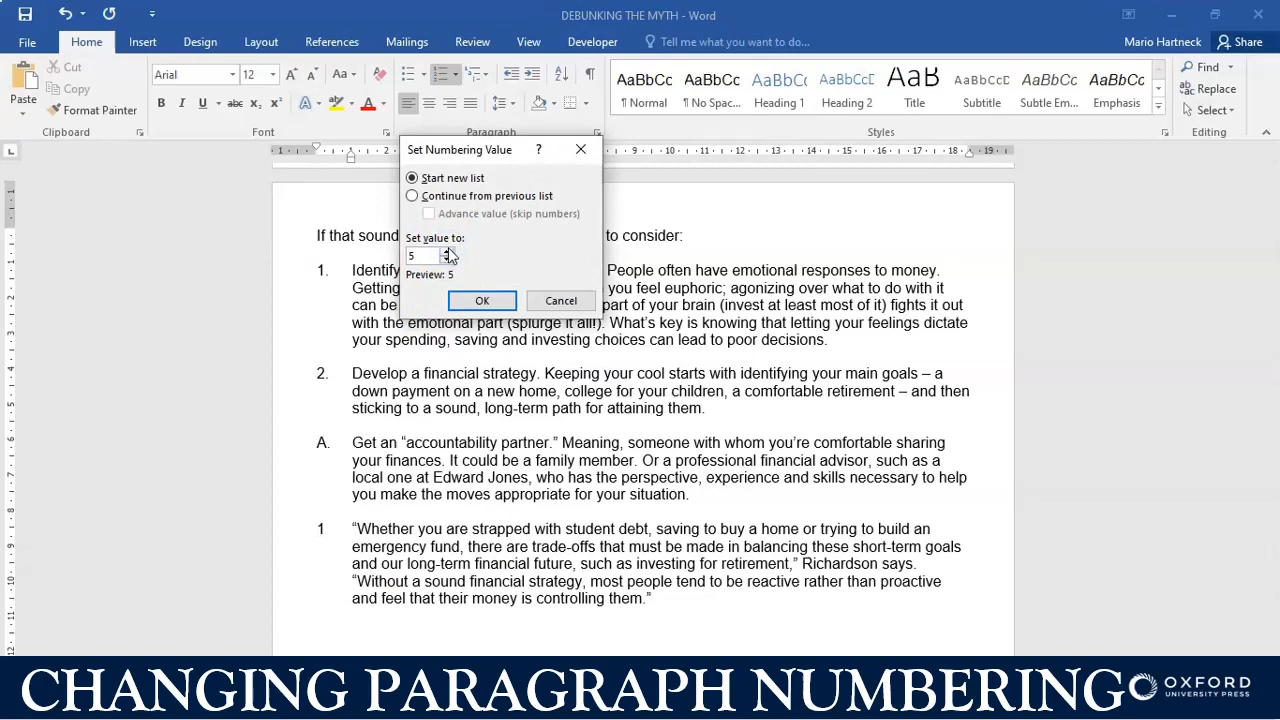 DEBUNKING THE MYTH - Word
File Home Insert Design Layout References Mailings Review View Developer Tell me what you want to do... Mario Hartneck Share
Paste
Cut
Copy
Format Painter
Clipboard
Arial 12
Font
Paragraph
AaBbCc AaBbCc AaBbCc AaBbCc AaB AaBbCcD AaBbCc AaBbCc
¶ Normal ¶ No Spac... Heading 1 Heading 2 Title Subtitle Subtle Em... Emphasis
Styles
Find
Replace
Select
Editing
Set Numbering Value ?
Start new list
Continue from previous list
Advance value (skip numbers)
Set value to:
5
Preview: 5
OK Cancel
If that sound to consider:
1. Identify People often have emotional responses to money.
Getting you feel euphoric; agonizing over what to do with it
can be part of your brain (invest at least most of it) fights it out
with the emotional part (splurge it all!). What's key is knowing that letting your feelings dictate
your spending, saving and investing choices can lead to poor decisions.
2. Develop a financial strategy. Keeping your cool starts with identifying your main goals – a
down payment on a new home, college for your children, a comfortable retirement – and then
sticking to a sound, long-term path for attaining them.
A. Get an “accountability partner.” Meaning, someone with whom you’re comfortable sharing
your finances. It could be a family member. Or a professional financial advisor, such as a
local one at Edward Jones, who has the perspective, experience and skills necessary to help
you make the moves appropriate for your situation.
1 “Whether you are strapped with student debt, saving to buy a home or trying to build an
emergency fund, there are trade-offs that must be made in balancing these short-term goals
and our long-term financial future, such as investing for retirement,” Richardson says.
“Without a sound financial strategy, most people tend to be reactive rather than proactive
and feel that their money is controlling them.”
CHANGING PARAGRAPH NUMBERING
OXFORD
UNIVERSITY PRESS